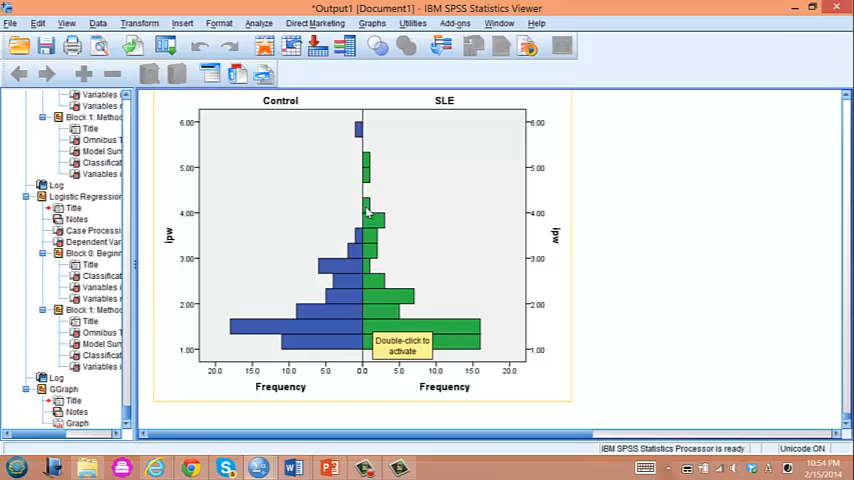 *Output1 [Document1] - IBM SPSS Statistics Viewer
File Edit View Data Transform Insert Format Analyze Direct Marketing Graphs Utilities Add-ons Window Help
Variables i
Variables n
Block 1: Metho
Title
Omnibus T
Model Sum
Classificat
Variables i
Log
Logistic Regression
Title
Notes
Case Processi
Dependent Var
Block 0: Beginn
Title
Classificat
Variables i
Variables n
Block 1: Metho
Title
Omnibus T
Model Sum
Classificat
Variables i
Log
GGraph
Title
Notes
Graph
Control SLE
6.00 6.00
5.00 5.00
4.00 4.00
ipw ipw
3.00 3.00
2.00 2.00
1.00 1.00
Double-click to
activate
20.0 15.0 10.0 5.0 0.0 5.0 10.0 15.0 20.0
Frequency Frequency
IBM SPSS Statistics Processor is ready Unicode:ON
10:54 PM
2/15/2014